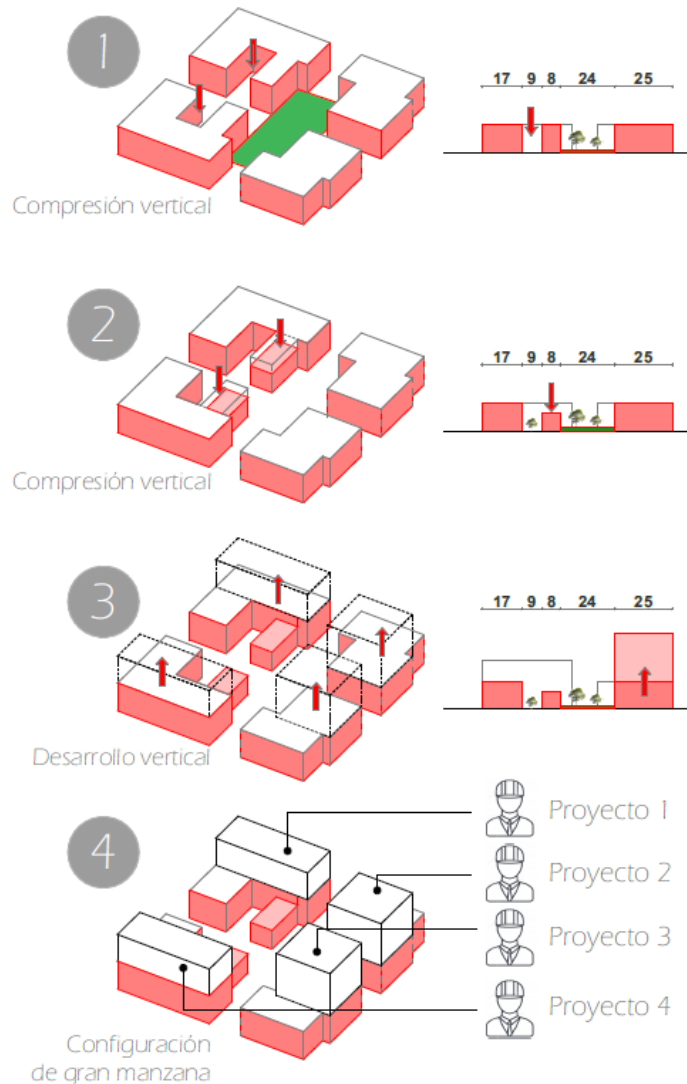 1
17 9 8 24 25
Compresión vertical
2
17 9 8 24 25
Compresión vertical
3
17 9 8 24 25
Desarrollo vertical
4
Proyecto 1
Proyecto 2
Proyecto 3
Proyecto 4
Configuración
de gran manzana